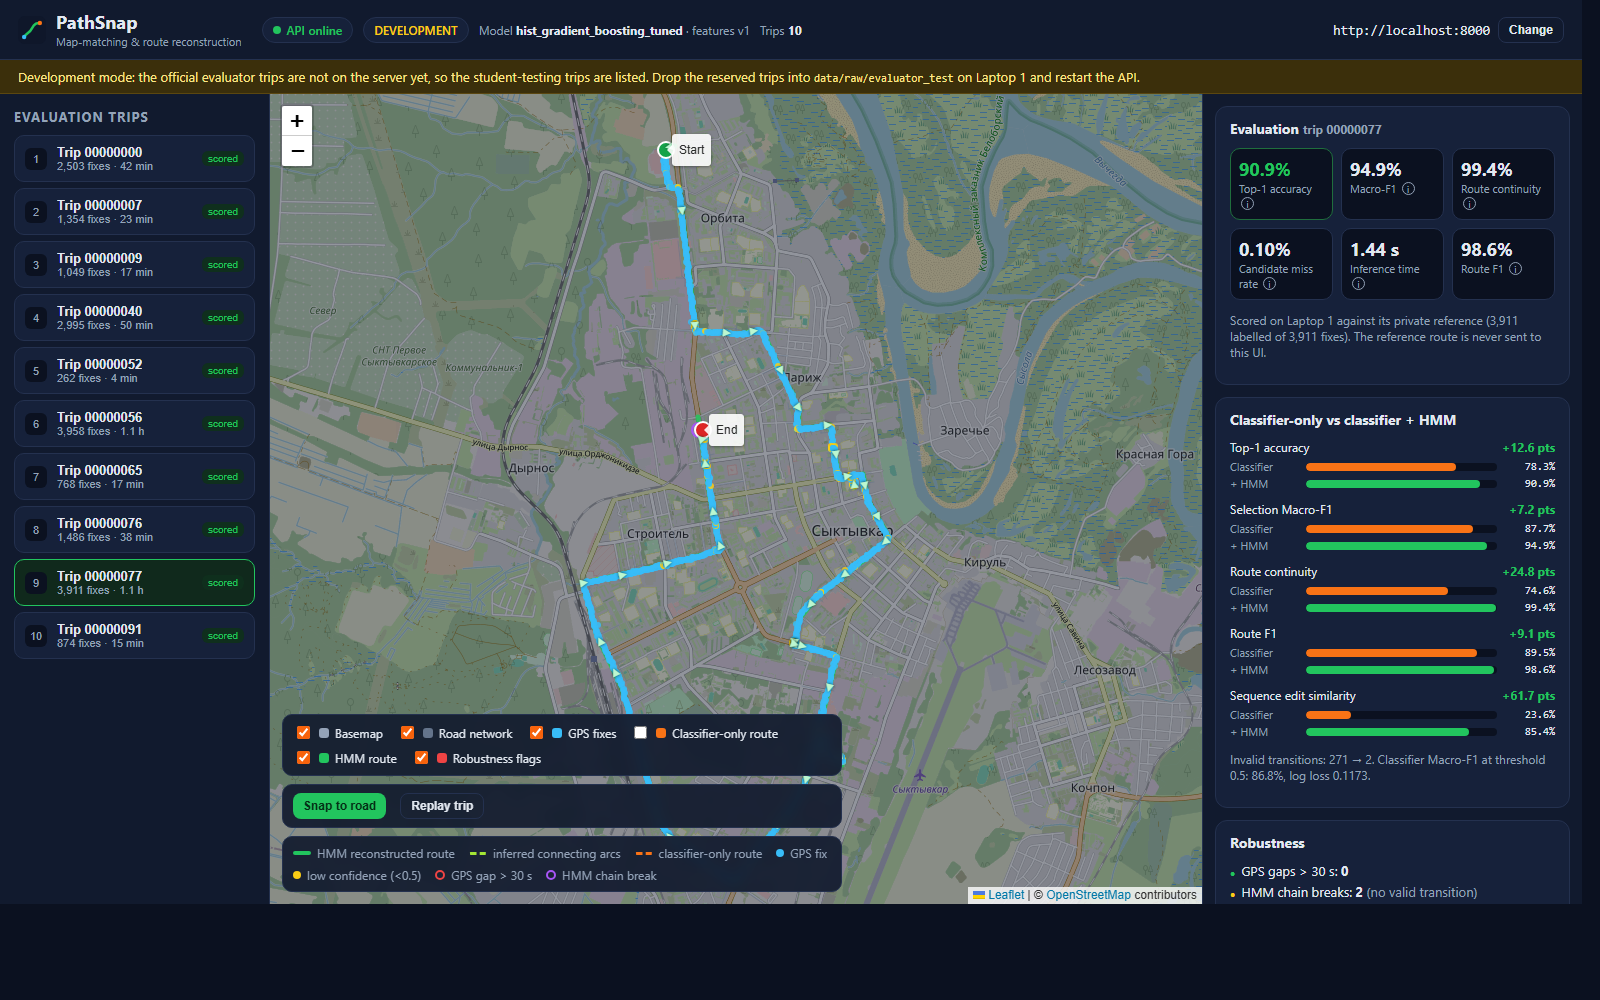 PathSnap
Map-matching & route reconstruction
API online
DEVELOPMENT
Model hist_gradient_boosting_tuned · features v1 Trips 10
http://localhost:8000
Change
Development mode: the official evaluator trips are not on the server yet, so the student-testing trips are listed. Drop the reserved trips into data/raw/evaluator_test on Laptop 1 and restart the API.
EVALUATION TRIPS
1 Trip 00000000 scored
2,503 fixes · 42 min
2 Trip 00000007 scored
1,354 fixes · 23 min
3 Trip 00000009 scored
1,049 fixes · 17 min
4 Trip 00000040 scored
2,995 fixes · 50 min
5 Trip 00000052 scored
262 fixes · 4 min
6 Trip 00000056 scored
3,958 fixes · 1.1 h
7 Trip 00000065 scored
768 fixes · 17 min
8 Trip 00000076 scored
1,486 fixes · 38 min
9 Trip 00000077 scored
3,911 fixes · 1.1 h
10 Trip 00000091 scored
874 fixes · 15 min
+
−
Start
Орбита
Комплексный заказник Белоборский
Вычегда
Север
СНТ Первое
Сыктывкарское
Коммунальник-1
Париж
Сысола
End
Заречье
Красная Гора
улица Дырнос
улица Орджоникидзе
Дырнос
Строитель
Сыктывкар
Кируль
улица Савина
Лесозавод
Сыктывкар
Кочпон
Basemap
Road network
GPS fixes
Classifier-only route
HMM route
Robustness flags
Snap to road
Replay trip
HMM reconstructed route
inferred connecting arcs
classifier-only route
GPS fix
low confidence (<0.5)
GPS gap > 30 s
HMM chain break
Leaflet | © OpenStreetMap contributors
Evaluation trip 00000077
90.9%
Top-1 accuracy ⓘ
94.9%
Macro-F1 ⓘ
99.4%
Route continuity ⓘ
0.10%
Candidate miss
rate ⓘ
1.44 s
Inference time ⓘ
98.6%
Route F1 ⓘ
Scored on Laptop 1 against its private reference (3,911
labelled of 3,911 fixes). The reference route is never sent to
this UI.
Classifier-only vs classifier + HMM
Top-1 accuracy +12.6 pts
Classifier 78.3%
+ HMM 90.9%
Selection Macro-F1 +7.2 pts
Classifier 87.7%
+ HMM 94.9%
Route continuity +24.8 pts
Classifier 74.6%
+ HMM 99.4%
Route F1 +9.1 pts
Classifier 89.5%
+ HMM 98.6%
Sequence edit similarity +61.7 pts
Classifier 23.6%
+ HMM 85.4%
Invalid transitions: 271 → 2. Classifier Macro-F1 at threshold
0.5: 86.8%, log loss 0.1173.
Robustness
• GPS gaps > 30 s: 0
• HMM chain breaks: 2 (no valid transition)